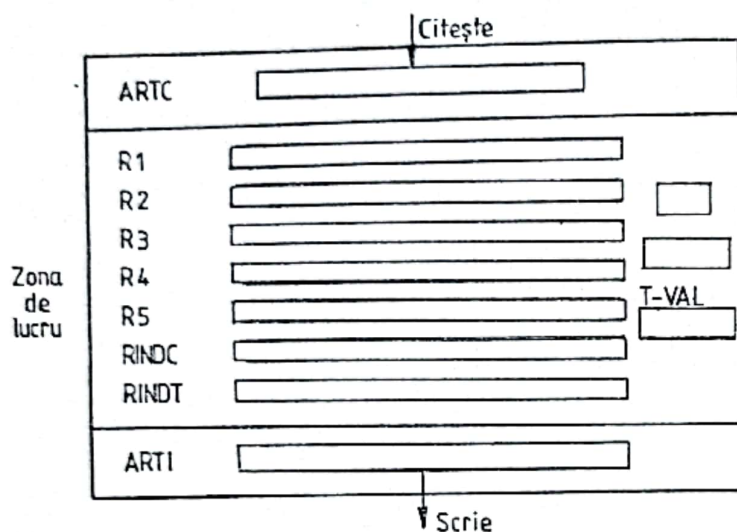 Citește
ARTC
R1
R2
R3
R4
R5
RINDC
RINDT
T-VAL
Zona
de
lucru
ARTI
Scrie